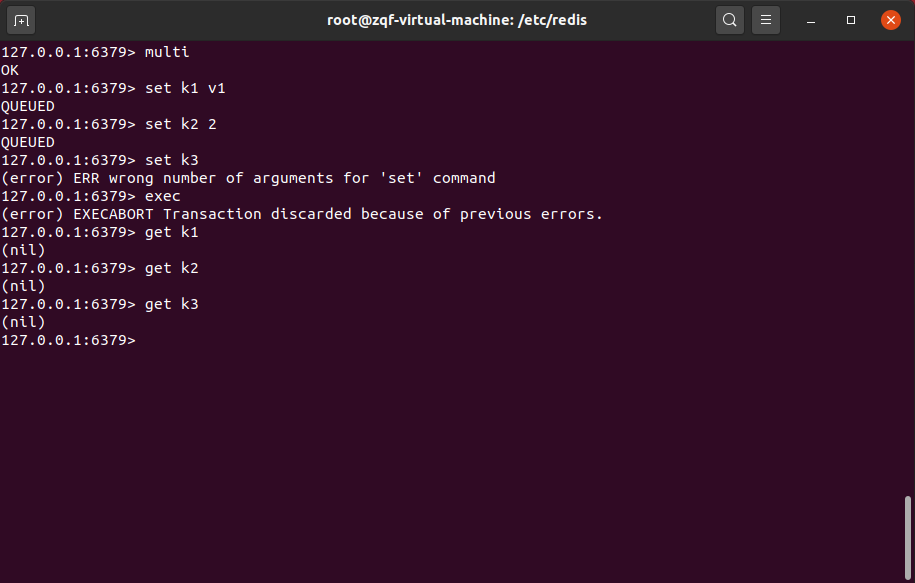 root@zqf-virtual-machine: /etc/redis
127.0.0.1:6379> multi
OK
127.0.0.1:6379> set k1 v1
QUEUED
127.0.0.1:6379> set k2 2
QUEUED
127.0.0.1:6379> set k3
(error) ERR wrong number of arguments for 'set' command
127.0.0.1:6379> exec
(error) EXECABORT Transaction discarded because of previous errors.
127.0.0.1:6379> get k1
(nil)
127.0.0.1:6379> get k2
(nil)
127.0.0.1:6379> get k3
(nil)
127.0.0.1:6379>